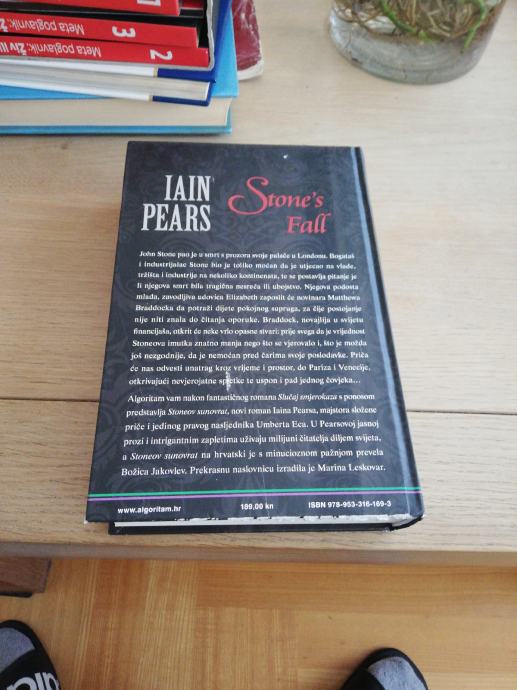 Meta poglavnik: Živ ili
3
Meta poglavnik: Živ ili
2
IAIN
PEARS
Stone's
Fall
John Stone pao je u smrt s prozora svoje palače u Londonu. Bogataš
i industrijalac Stone bio je toliko moćan da je utjecao na vlade,
tržišta i industrije na nekoliko kontinenata, te se postavlja pitanje je
li njegova smrt bila tragična nesreća ili ubojstvo. Njegova podosta
mlađa, zavodljiva udovica Elizabeth zaposlit će novinara Matthewa
Braddocka da potraži dijete pokojnog supruga, za čije postojanje
nije niti znala do čitanja oporuke. Braddock, novajlija u svijetu
financijaša, otkrit će neke vrlo opasne stvari: prije svega da je vrijednost
Stoneova imutka znatno manja nego što se vjerovalo i, što je možda
još nezgodnije, da je nemoćan pred čarima svoje poslodavke. Priča
će nas odvesti unatrag kroz vrijeme i prostor, do Pariza i Venecije,
otkrivajući nevjerojatne spletke te uspon i pad jednog čovjeka...
Algoritam vam nakon fantastičnog romana Slučaj smjerokaza s ponosom
predstavlja Stoneov sunovrat, novi roman Iaina Pearsa, majstora složene
priče i jedinog pravog nasljednika Umberta Eca. U Pearsovoj jasnoj
prozi i intrigantnim zapletima uživaju milijuni čitatelja diljem svijeta,
a Stoneov sunovrat na hrvatski je s minucioznom pažnjom prevela
Božica Jakovlev. Prekrasnu naslovnicu izradila je Marina Leskovar.
www.algoritam.hr 189,00 kn ISBN 978-953-316-169-3